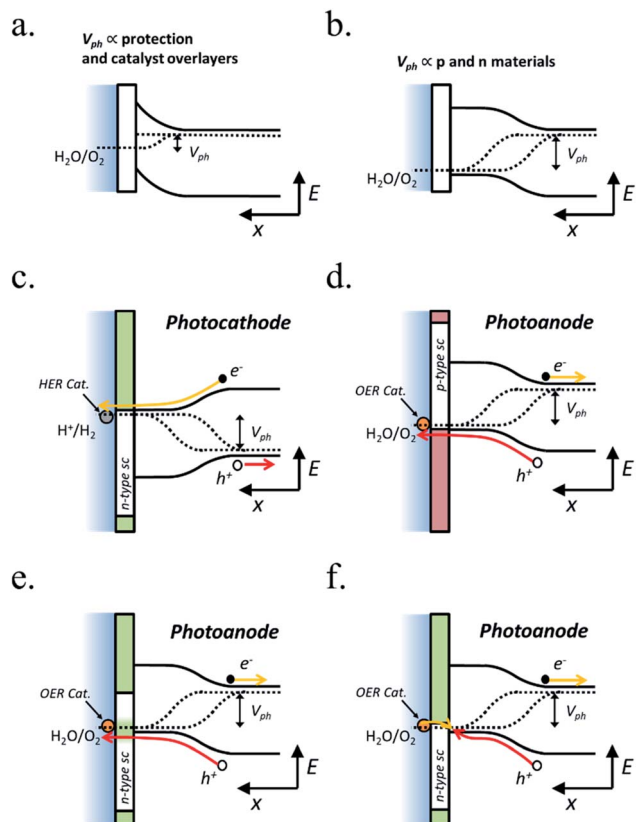 a.
V_ph ∝ protection
and catalyst overlayers
H₂O/O₂
V_ph
E
x
b.
V_ph ∝ p and n materials
H₂O/O₂
V_ph
E
x
c.
Photocathode
e⁻
HER Cat.
H⁺/H₂
V_ph
n-type sc
h⁺
E
x
d.
Photoanode
p-type sc
e⁻
OER Cat.
H₂O/O₂
V_ph
h⁺
E
x
e.
Photoanode
e⁻
OER Cat.
H₂O/O₂
V_ph
n-type sc
h⁺
E
x
f.
Photoanode
e⁻
OER Cat.
H₂O/O₂
V_ph
n-type sc
h⁺
E
x